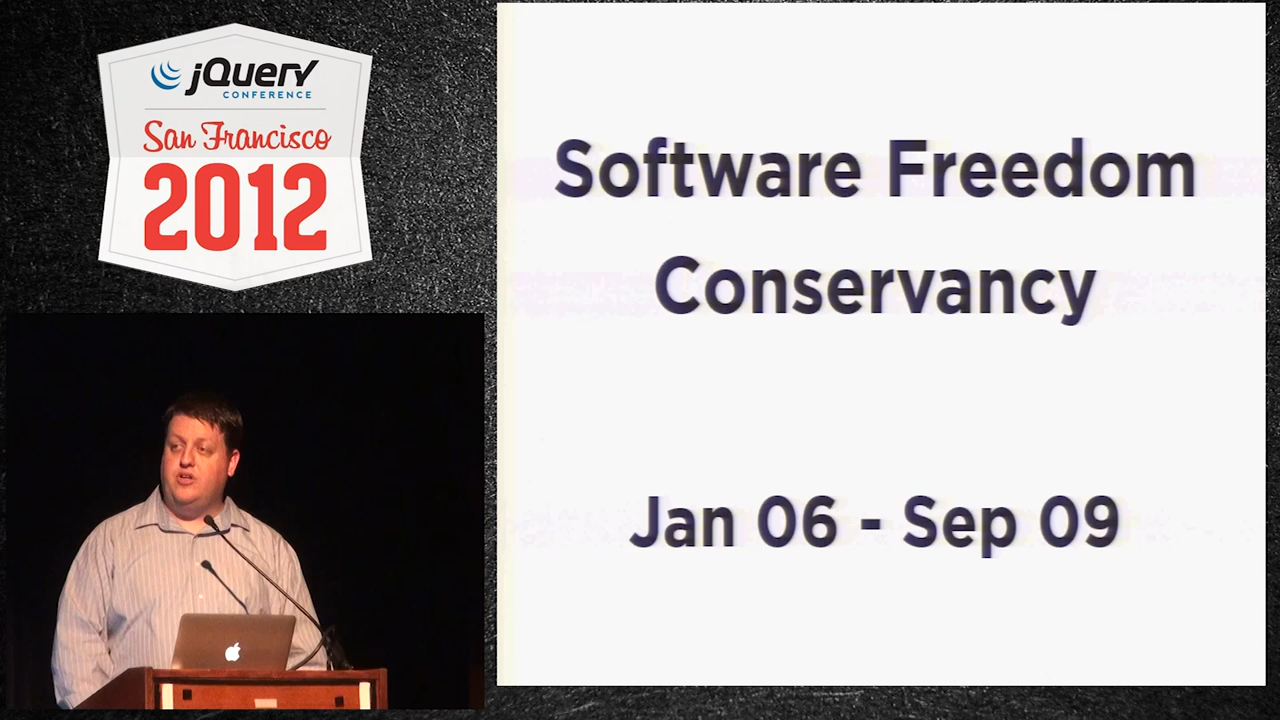 jQuery
CONFERENCE
San Francisco
2012
Software Freedom
Conservancy
Jan 06 - Sep 09